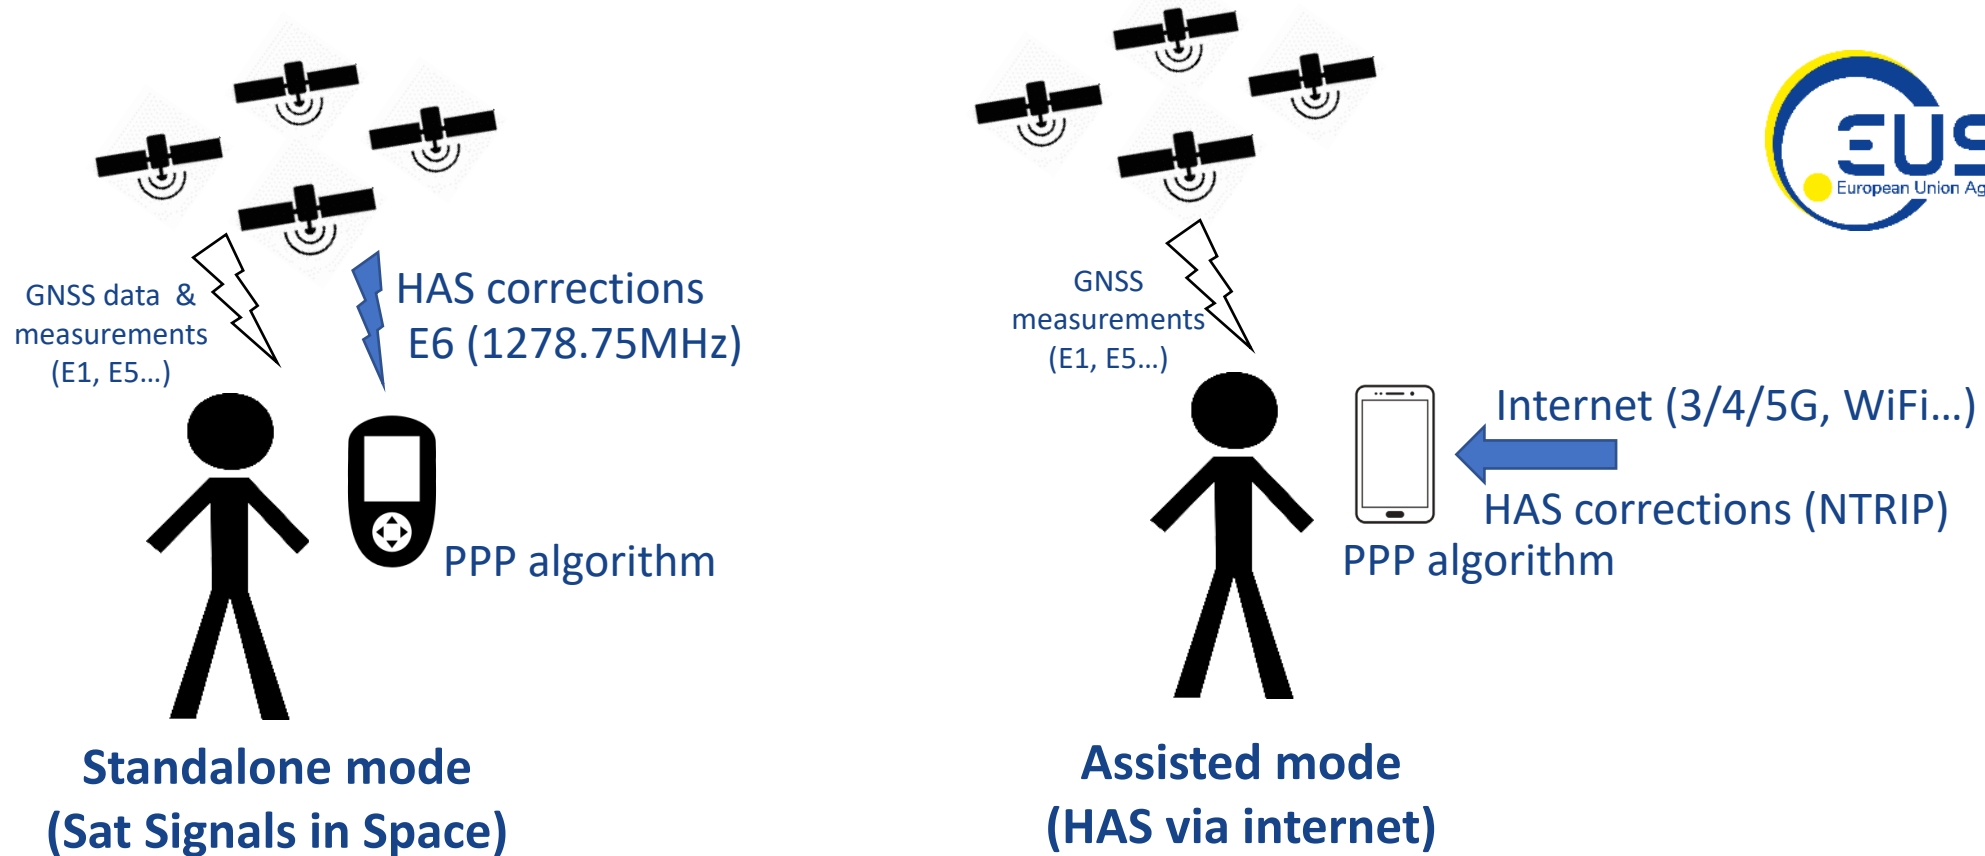 GNSS data &
measurements
(E1, E5...)
HAS corrections
E6 (1278.75MHz)
PPP algorithm
Standalone mode
(Sat Signals in Space)
GNSS
measurements
(E1, E5...)
Internet (3/4/5G, WiFi...)
HAS corrections (NTRIP)
PPP algorithm
Assisted mode
(HAS via internet)
European Union